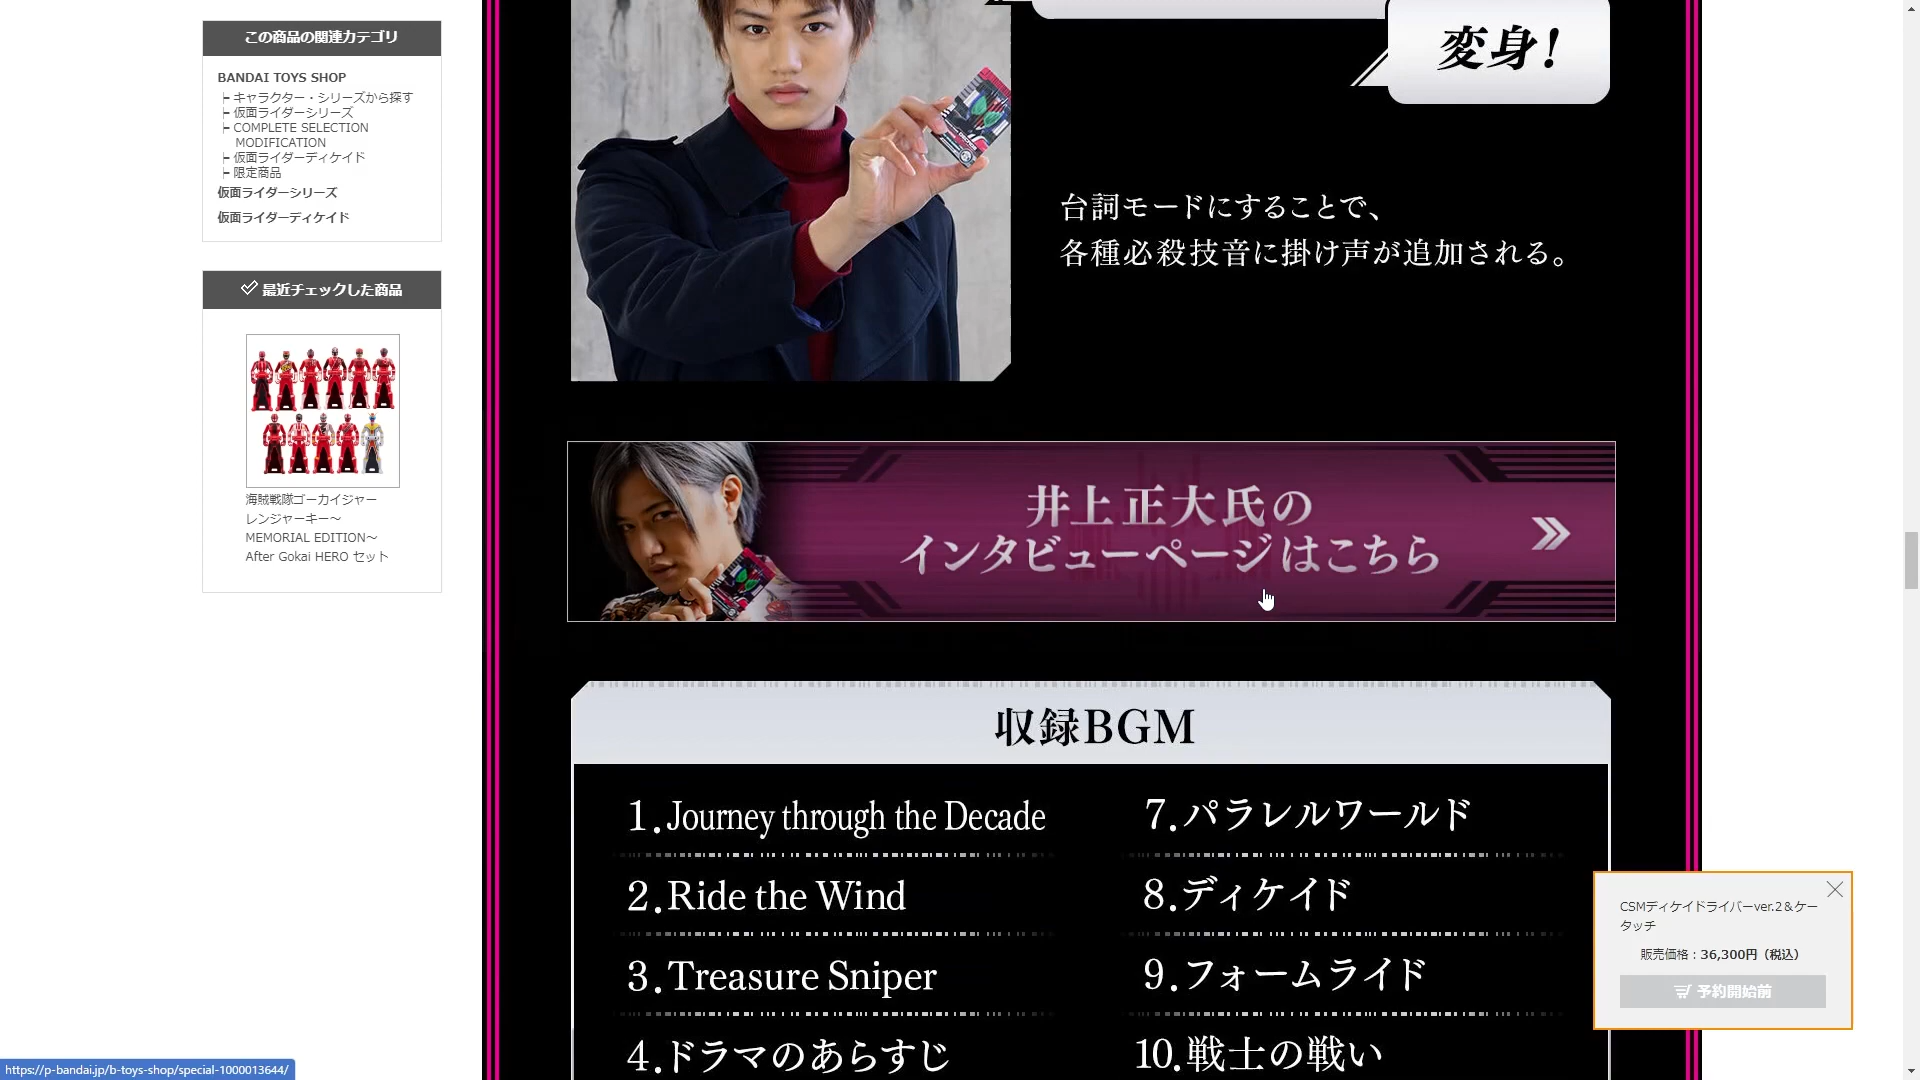 この商品の関連カテゴリ
BANDAI TOYS SHOP
├ キャラクター・シリーズから探す
├ 仮面ライダーシリーズ
├ COMPLETE SELECTION
MODIFICATION
├ 仮面ライダーディケイド
├ 限定商品
仮面ライダーシリーズ
仮面ライダーディケイド
最近チェックした商品
海賊戦隊ゴーカイジャー
レンジャーキー～
MEMORIAL EDITION～
After Gokai HERO セット
変身!
台詞モードにすることで、
各種必殺技音に掛け声が追加される。
井上正大氏の
インタビューページはこちら
収録BGM
1.Journey through the Decade
2.Ride the Wind
3.Treasure Sniper
4.ドラマのあらすじ
7.パラレルワールド
8.ディケイド
9.フォームライド
10.戦士の戦い
CSMディケイドライバーver.2＆ケー
タッチ
販売価格：36,300円（税込）
予約開始前
https://p-bandai.jp/b-toys-shop/special-1000013644/